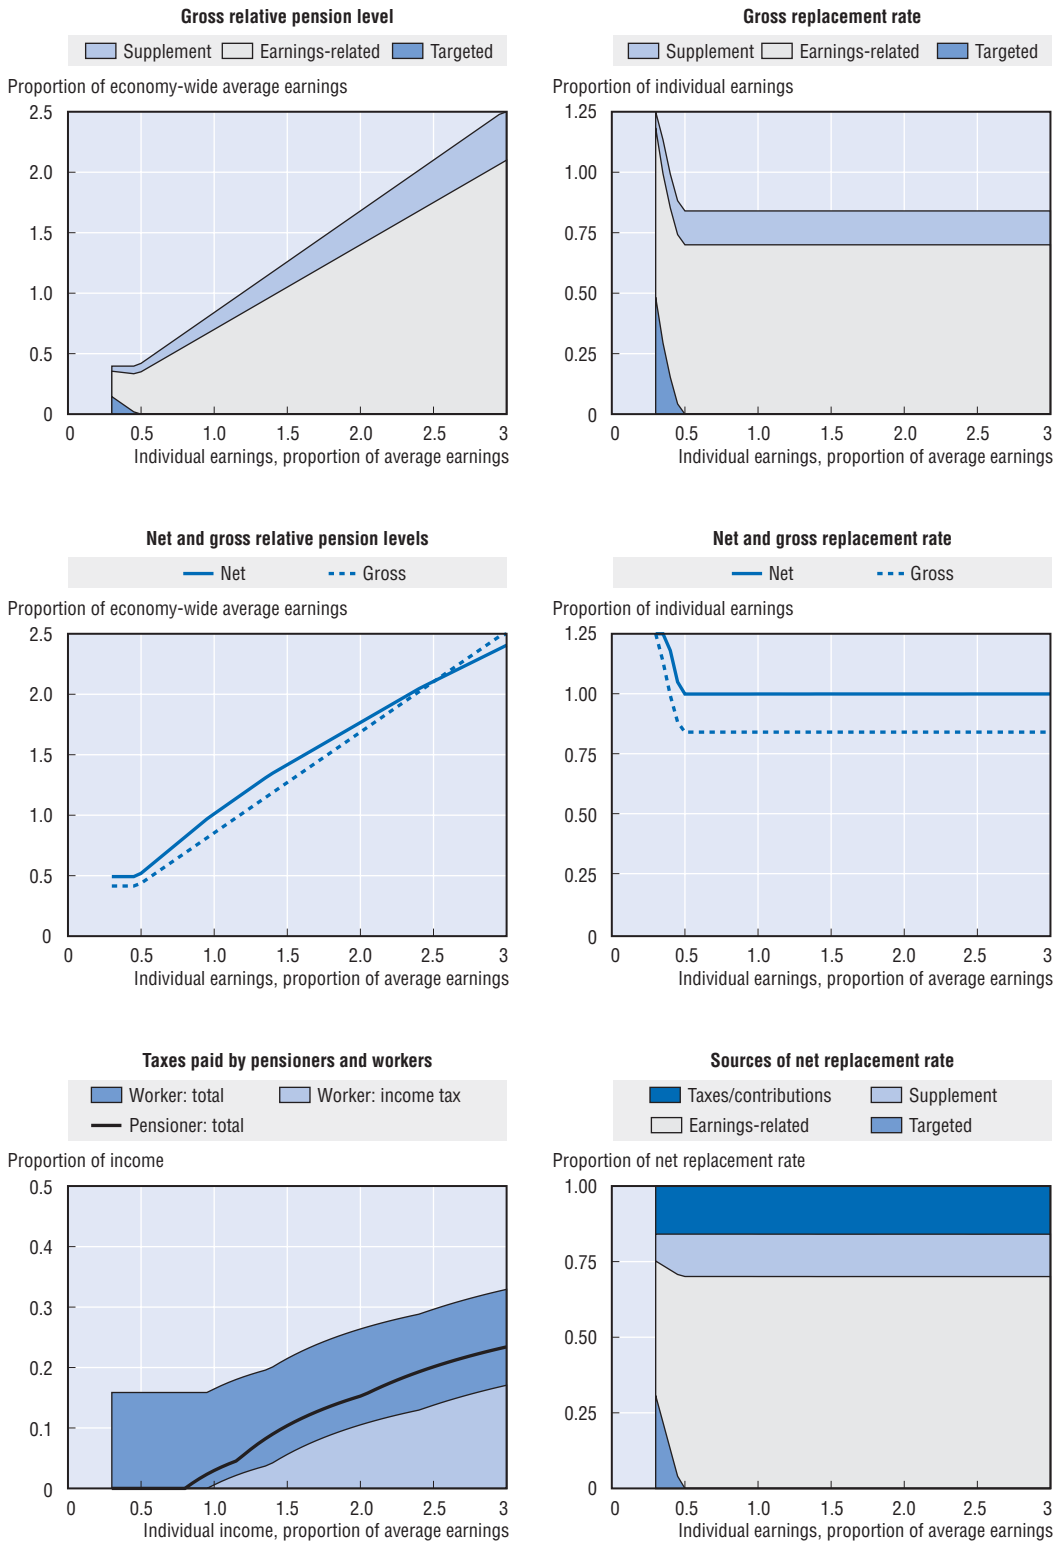 Gross relative pension level
Supplement Earnings-related Targeted
Proportion of economy-wide average earnings
2.5
2.0
1.5
1.0
0.5
0
0 0.5 1.0 1.5 2.0 2.5 3
Individual earnings, proportion of average earnings
Gross replacement rate
Supplement Earnings-related Targeted
Proportion of individual earnings
1.25
1.00
0.75
0.50
0.25
0
0 0.5 1.0 1.5 2.0 2.5 3
Individual earnings, proportion of average earnings
Net and gross relative pension levels
Net Gross
Proportion of economy-wide average earnings
2.5
2.0
1.5
1.0
0.5
0
0 0.5 1.0 1.5 2.0 2.5 3
Individual earnings, proportion of average earnings
Net and gross replacement rate
Net Gross
Proportion of individual earnings
1.25
1.00
0.75
0.50
0.25
0
0 0.5 1.0 1.5 2.0 2.5 3
Individual earnings, proportion of average earnings
Taxes paid by pensioners and workers
Worker: total Worker: income tax
Pensioner: total
Proportion of income
0.5
0.4
0.3
0.2
0.1
0
0 0.5 1.0 1.5 2.0 2.5 3
Individual income, proportion of average earnings
Sources of net replacement rate
Taxes/contributions Supplement
Earnings-related Targeted
Proportion of net replacement rate
1.00
0.75
0.50
0.25
0
0 0.5 1.0 1.5 2.0 2.5 3
Individual earnings, proportion of average earnings